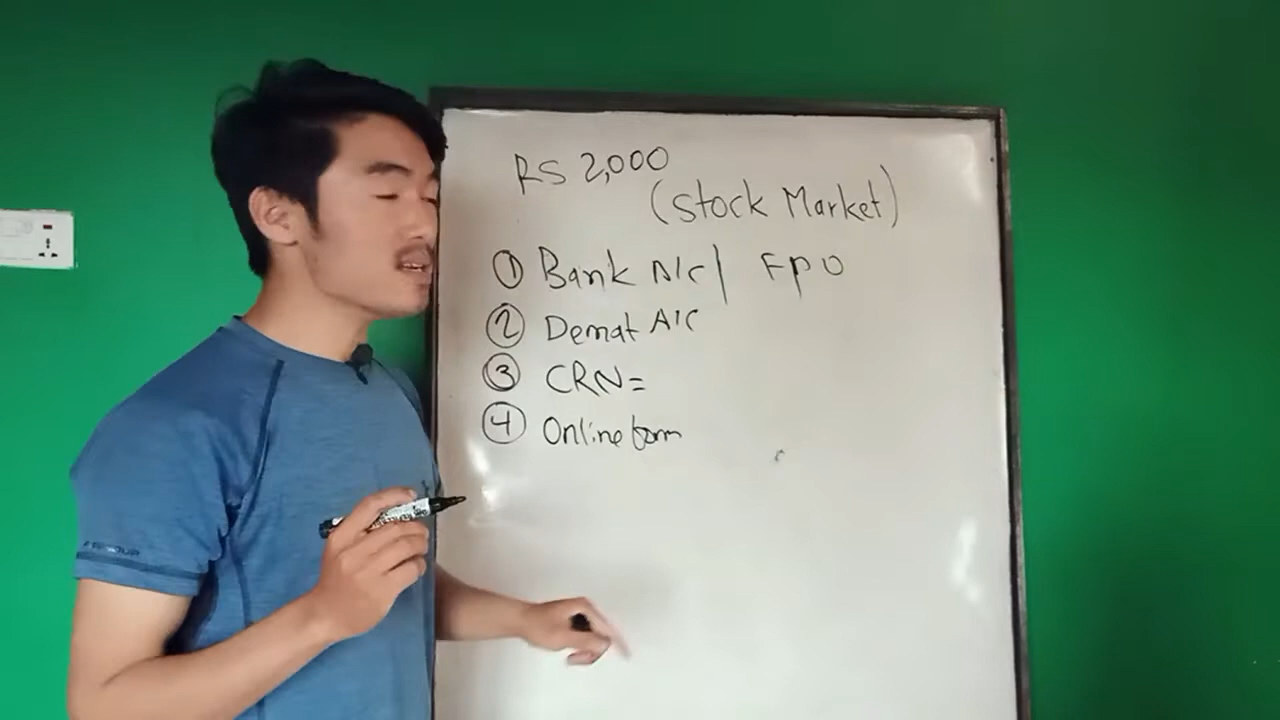 RS 2,000
(Stock Market)
① Bank A/C/ FPO
② Demat A/C
③ CRN=
④ Online form